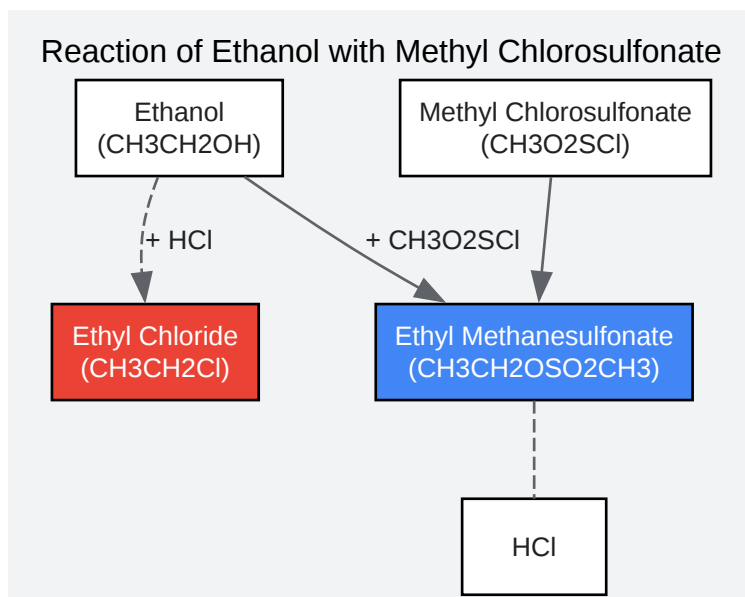 Reaction of Ethanol with Methyl Chlorosulfonate
Ethanol
(CH3CH2OH)
Methyl Chlorosulfonate
(CH3O2SCl)
+ HCl
+ CH3O2SCl
Ethyl Chloride
(CH3CH2Cl)
Ethyl Methanesulfonate
(CH3CH2OSO2CH3)
HCl